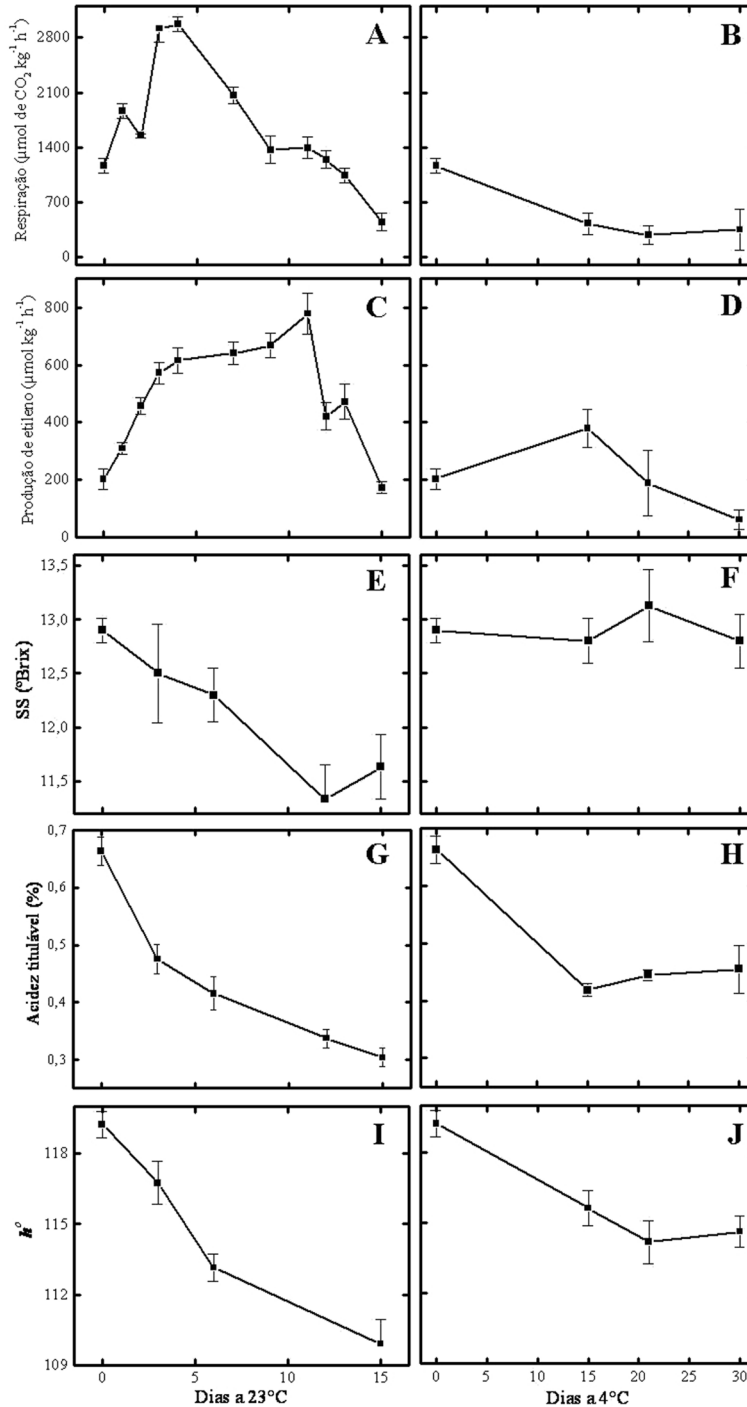 Respiração (μmol de CO₂ kg⁻¹ h⁻¹)
2800
2100
1400
700
0
A
B
Produção de etileno (μmol kg⁻¹ h⁻¹)
800
600
400
200
0
C
D
SS (ºBrix)
13,5
13,0
12,5
12,0
11,5
E
F
Acidez titulável (%)
0,7
0,6
0,5
0,4
0,3
G
H
h°
118
115
112
109
I
J
0 5 10 15
Dias a 23°C
0 5 10 15 20 25 30
Dias a 4°C